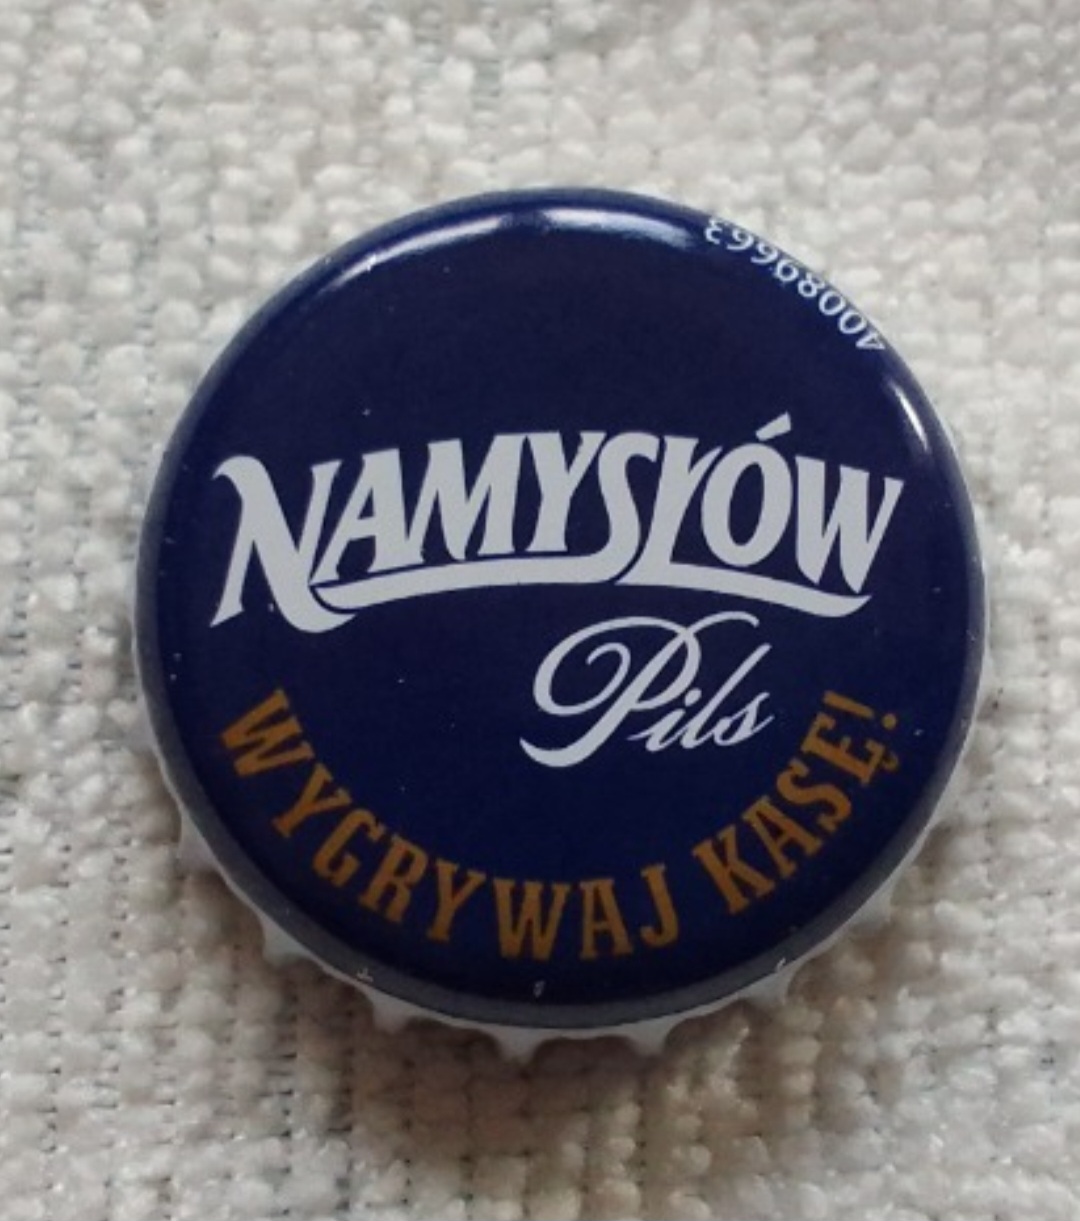 40089663
NAMYSŁÓW
Pils
WYGRYWAJ KASĘ!